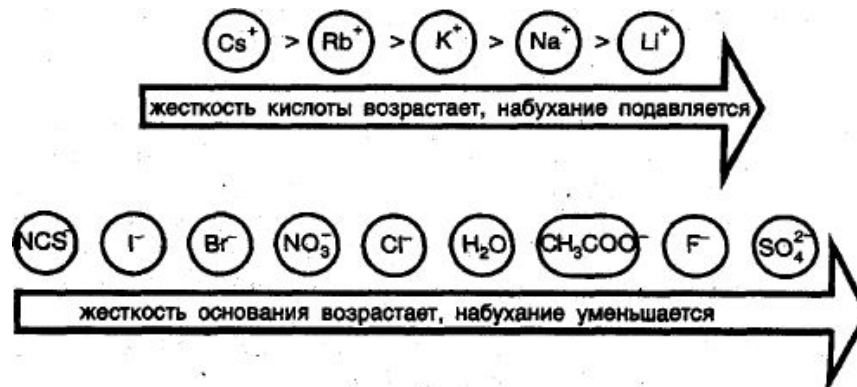 Cs⁺ > Rb⁺ > K⁺ > Na⁺ > Li⁺
жесткость кислоты возрастает, набухание подавляется
NCS⁻ I⁻ Br⁻ NO₃⁻ Cl⁻ H₂O CH₃COO⁻ F⁻ SO₄²⁻
жесткость основания возрастает, набухание уменьшается